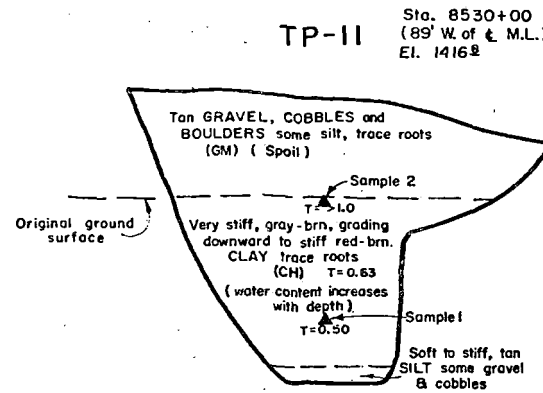 TP-11
Sta. 8530+00
(89' W. of ℄ M.L.)
El. 1416.8
Tan GRAVEL, COBBLES and
BOULDERS some silt, trace roots
(GM) (Spoil)
Sample 2
T= >1.0
Original ground
surface
Very stiff, gray-brn, grading
downward to stiff red-brn.
CLAY trace roots
(CH) T=0.63
(water content increases
with depth)
Sample 1
T=0.50
Soft to stiff, tan
SILT some gravel
& cobbles